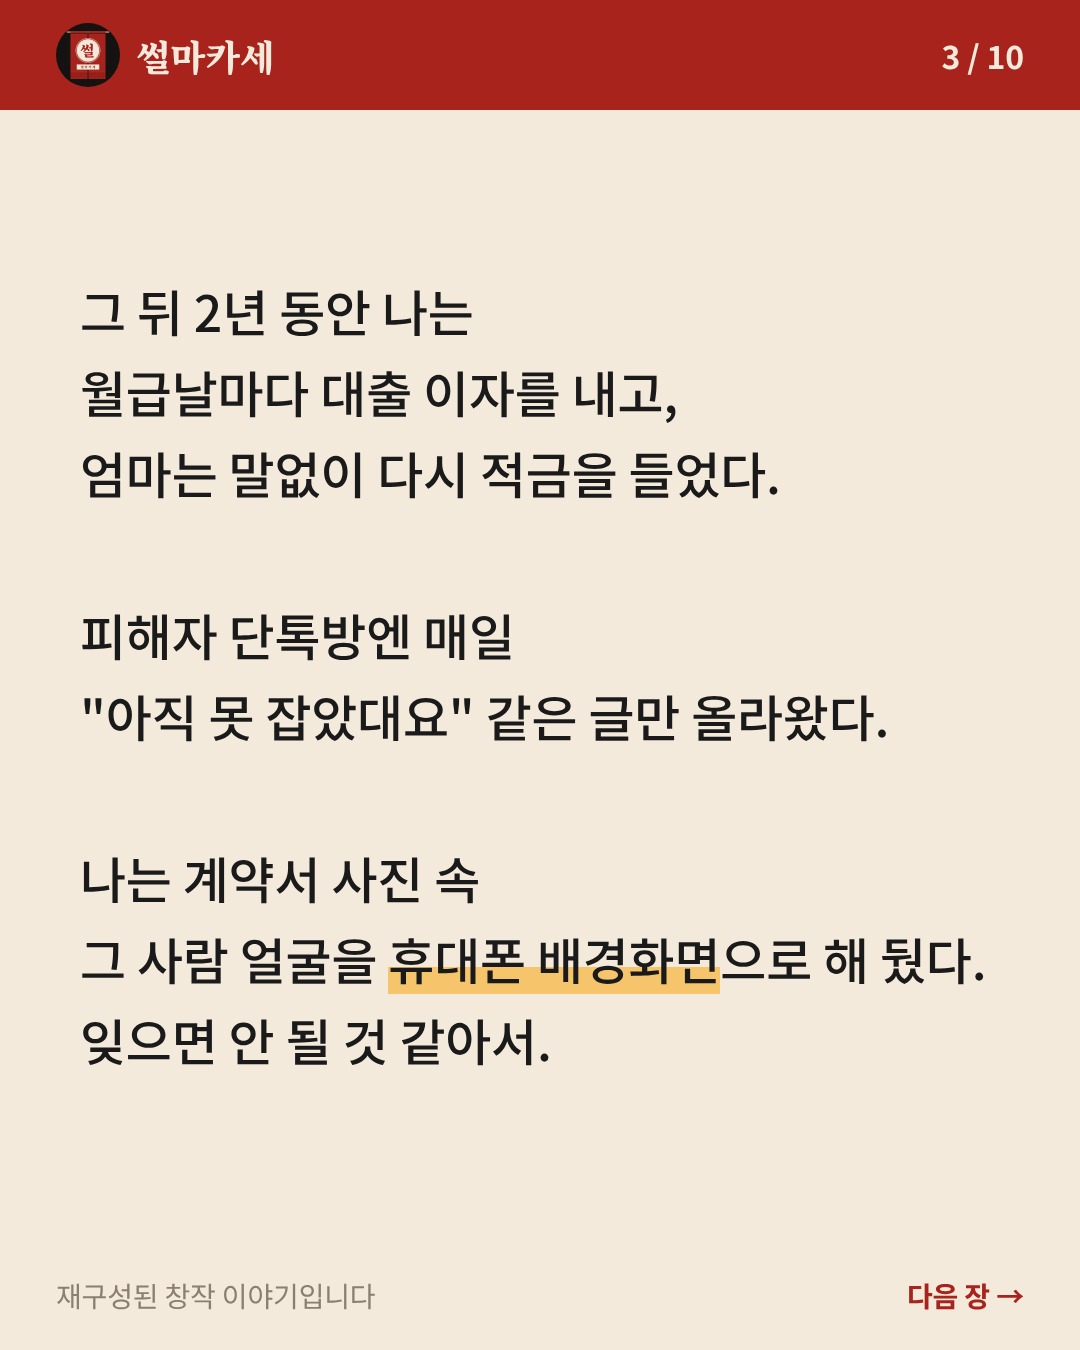 썰
썰마카세
3 / 10
그 뒤 2년 동안 나는
월급날마다 대출 이자를 내고,
엄마는 말없이 다시 적금을 들었다.
피해자 단톡방엔 매일
"아직 못 잡았대요" 같은 글만 올라왔다.
나는 계약서 사진 속
그 사람 얼굴을 휴대폰 배경화면으로 해 뒀다.
잊으면 안 될 것 같아서.
재구성된 창작 이야기입니다
다음 장 →